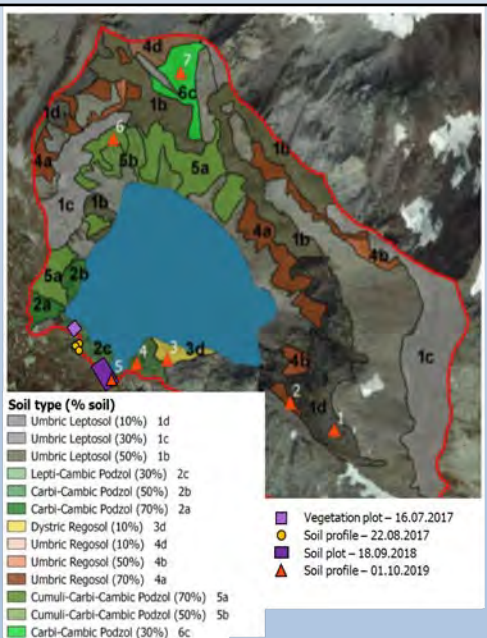 4d
7
6c
1b
1d
6
5b
4a
5a
1b
1c
1b
4a
1b
4b
5a
2b
2a
1c
2c
4
3
3d
5
4b
2
1d
1
Soil type (% soil)
Umbric Leptosol (10%) 1d
Umbric Leptosol (30%) 1c
Umbric Leptosol (50%) 1b
Lepti-Cambic Podzol (30%) 2c
Carbi-Cambic Podzol (50%) 2b
Carbi-Cambic Podzol (70%) 2a
Dystric Regosol (10%) 3d
Umbric Regosol (10%) 4d
Umbric Regosol (50%) 4b
Umbric Regosol (70%) 4a
Cumuli-Carbi-Cambic Podzol (70%) 5a
Cumuli-Carbi-Cambic Podzol (50%) 5b
Carbi-Cambic Podzol (30%) 6c
Vegetation plot – 16.07.2017
Soil profile – 22.08.2017
Soil plot – 18.09.2018
Soil profile – 01.10.2019